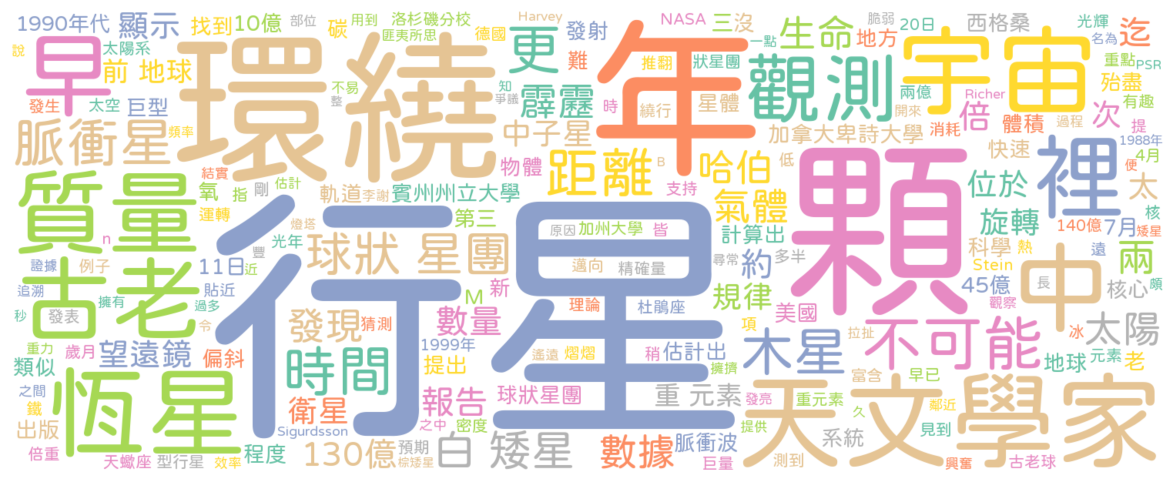 1990年代 顯示 找到 10億 部位 用到 洛杉磯分校 Harvey NASA 三 沒 脆弱 20日 光輝 迄
說 早 太陽系 碳 匪夷所思 德國 更 發射 年 推翻 一點 生命 地方 西格桑 名為
前 地球 環繞 難 狀星團 觀測 宇宙 兩億 重點 PSR 殆盡
發生 太空 巨型 不易 知 爭議 霹靂 時 繞行 星體 開來 有趣
脈衝星 頻率 整 中子星 Richer 倍 體積 次 提 1988年
結實 物體 B 低 加拿大卑詩大學 消耗 過程 4月 便
質量 氧 指 剛 估計 軌道 李謝 賓州州立大學 距離 支持 哈伯 顆 快速 位於 裡 太 核
運轉 燈塔 行星 第三 氣體 旋轉 140億 7月 矮星
n 光年 球狀 星團 原因 加州大學 皆 計算出 科學 熱 遠 兩
古老 證據 例子 11日 近 豐 邁向 精確量 尋常 約 多半 Stein 45億 中 長 核心 頗
追溯 擁有 貼近 M 新 理論 杜鵑座 規律 美國 觀察
秒 發表 過多 令 發現 猜測 數量 項 不可能 冰 太陽
重力 歲月 望遠鏡 偏斜 1999年 提出 遙遠 熠熠 稍 估計出 木星 拉扯 地球 元素 老
類似 時間 擁擠
之間 恆星 衛星 報告 球狀星團 重 元素 發亮 重元素 富含 早已 鄰近
鐵 之中 密度 提供 久 天文學家
出版 Sigurdsson 數據 脈衝波 系統 見到
倍重 天蠍座 型行星 效率 程度 130億 預期 棕矮星 白 矮星 巨量 測到 興奮 古老球